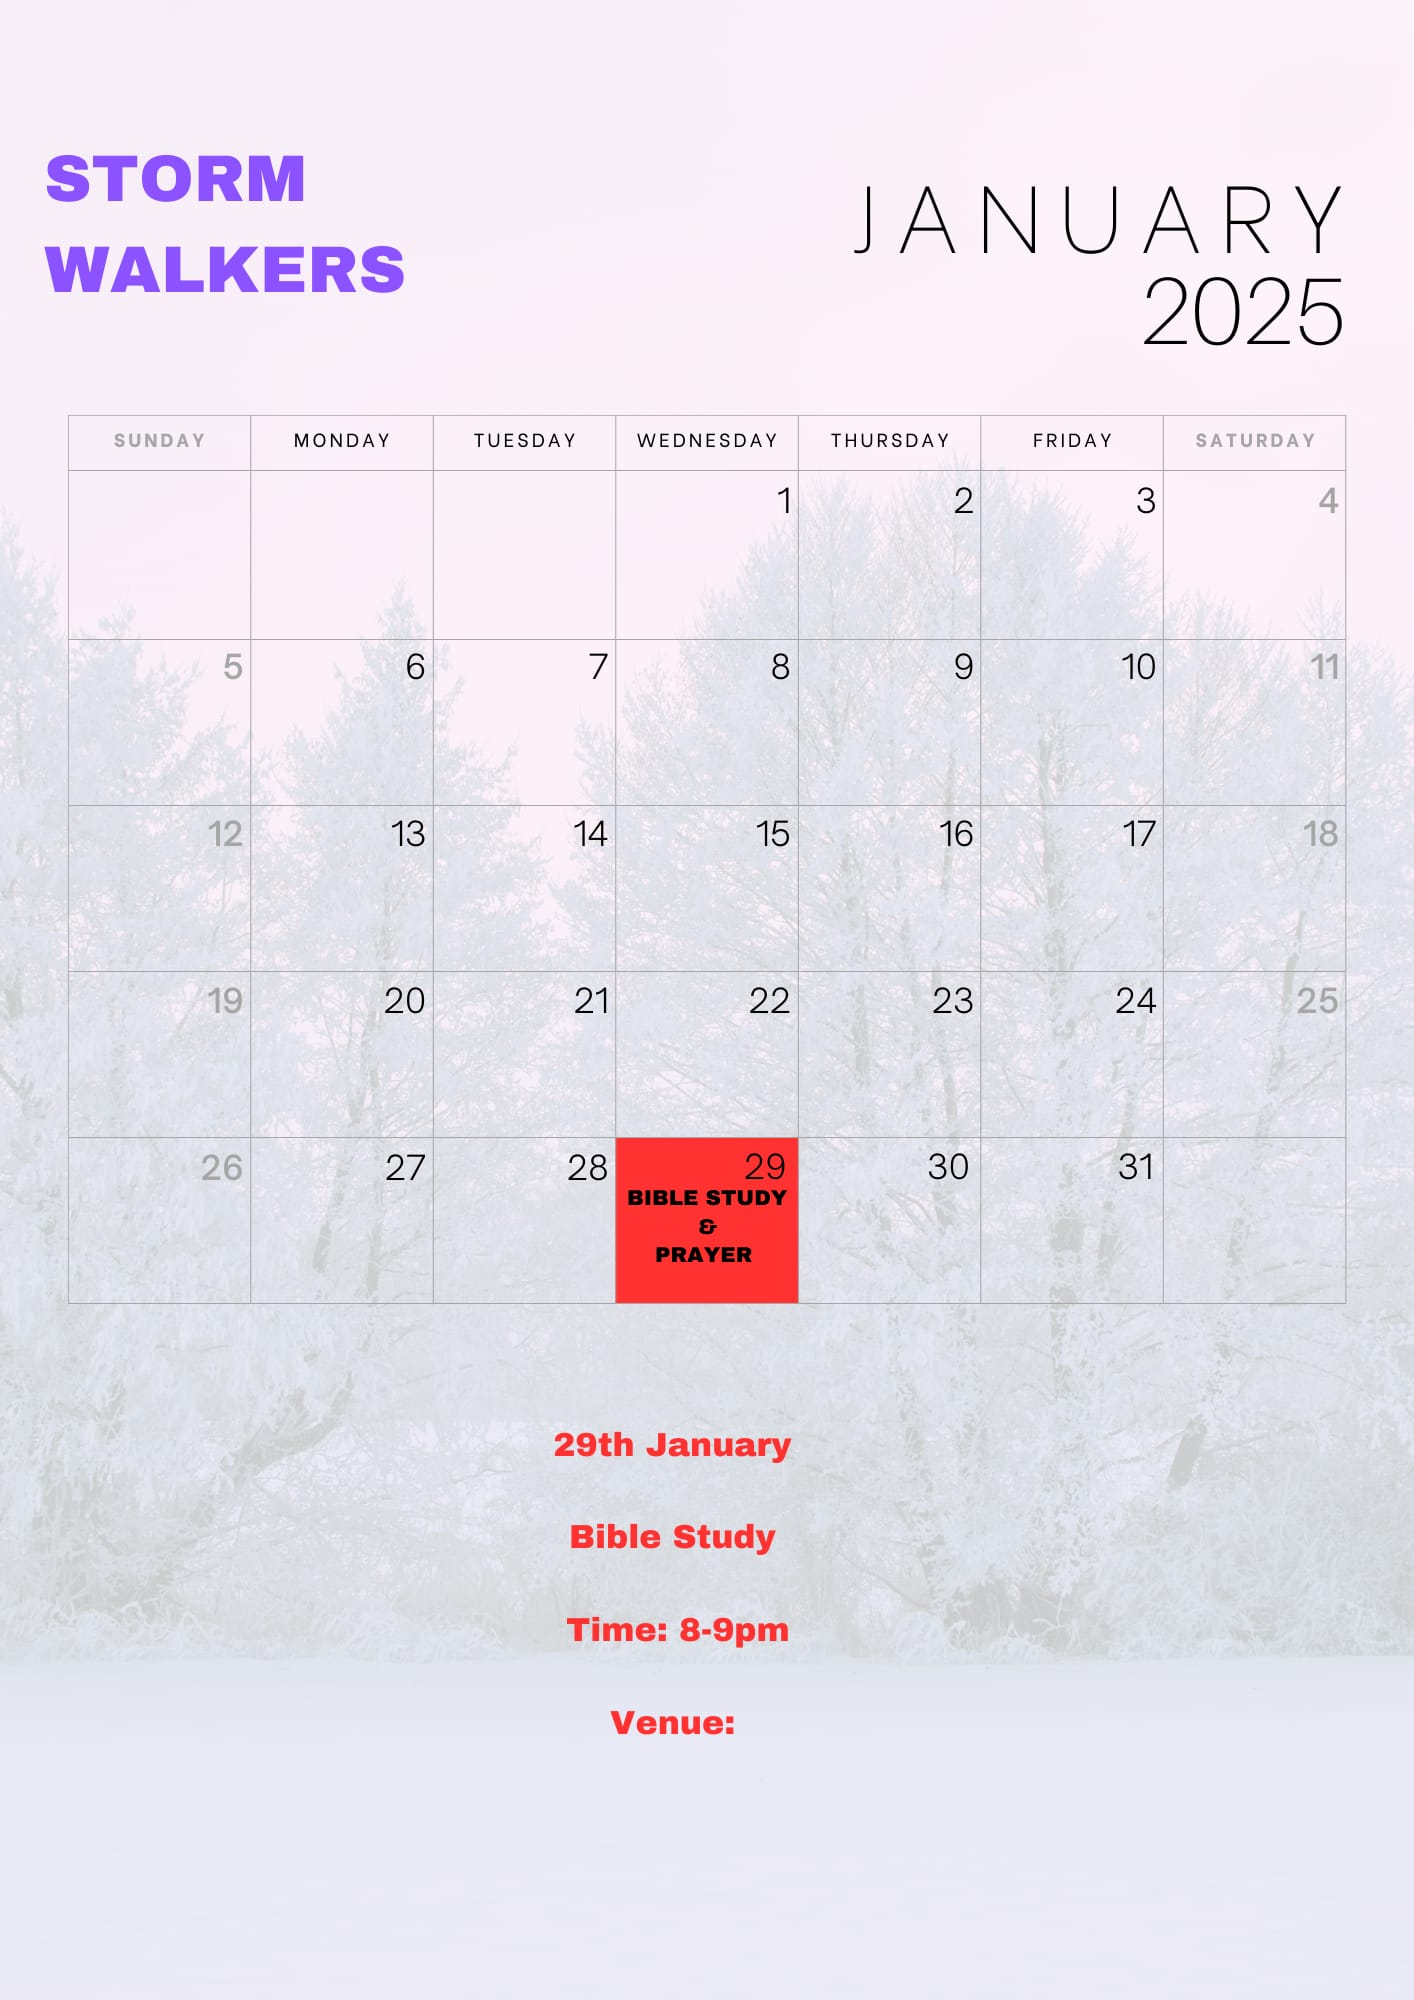 STORM
WALKERS
JANUARY
2025
SUNDAY MONDAY TUESDAY WEDNESDAY THURSDAY FRIDAY SATURDAY
1 2 3 4
5 6 7 8 9 10 11
12 13 14 15 16 17 18
19 20 21 22 23 24 25
26 27 28 29 30 31
BIBLE STUDY
&
PRAYER
29th January
Bible Study
Time: 8-9pm
Venue: